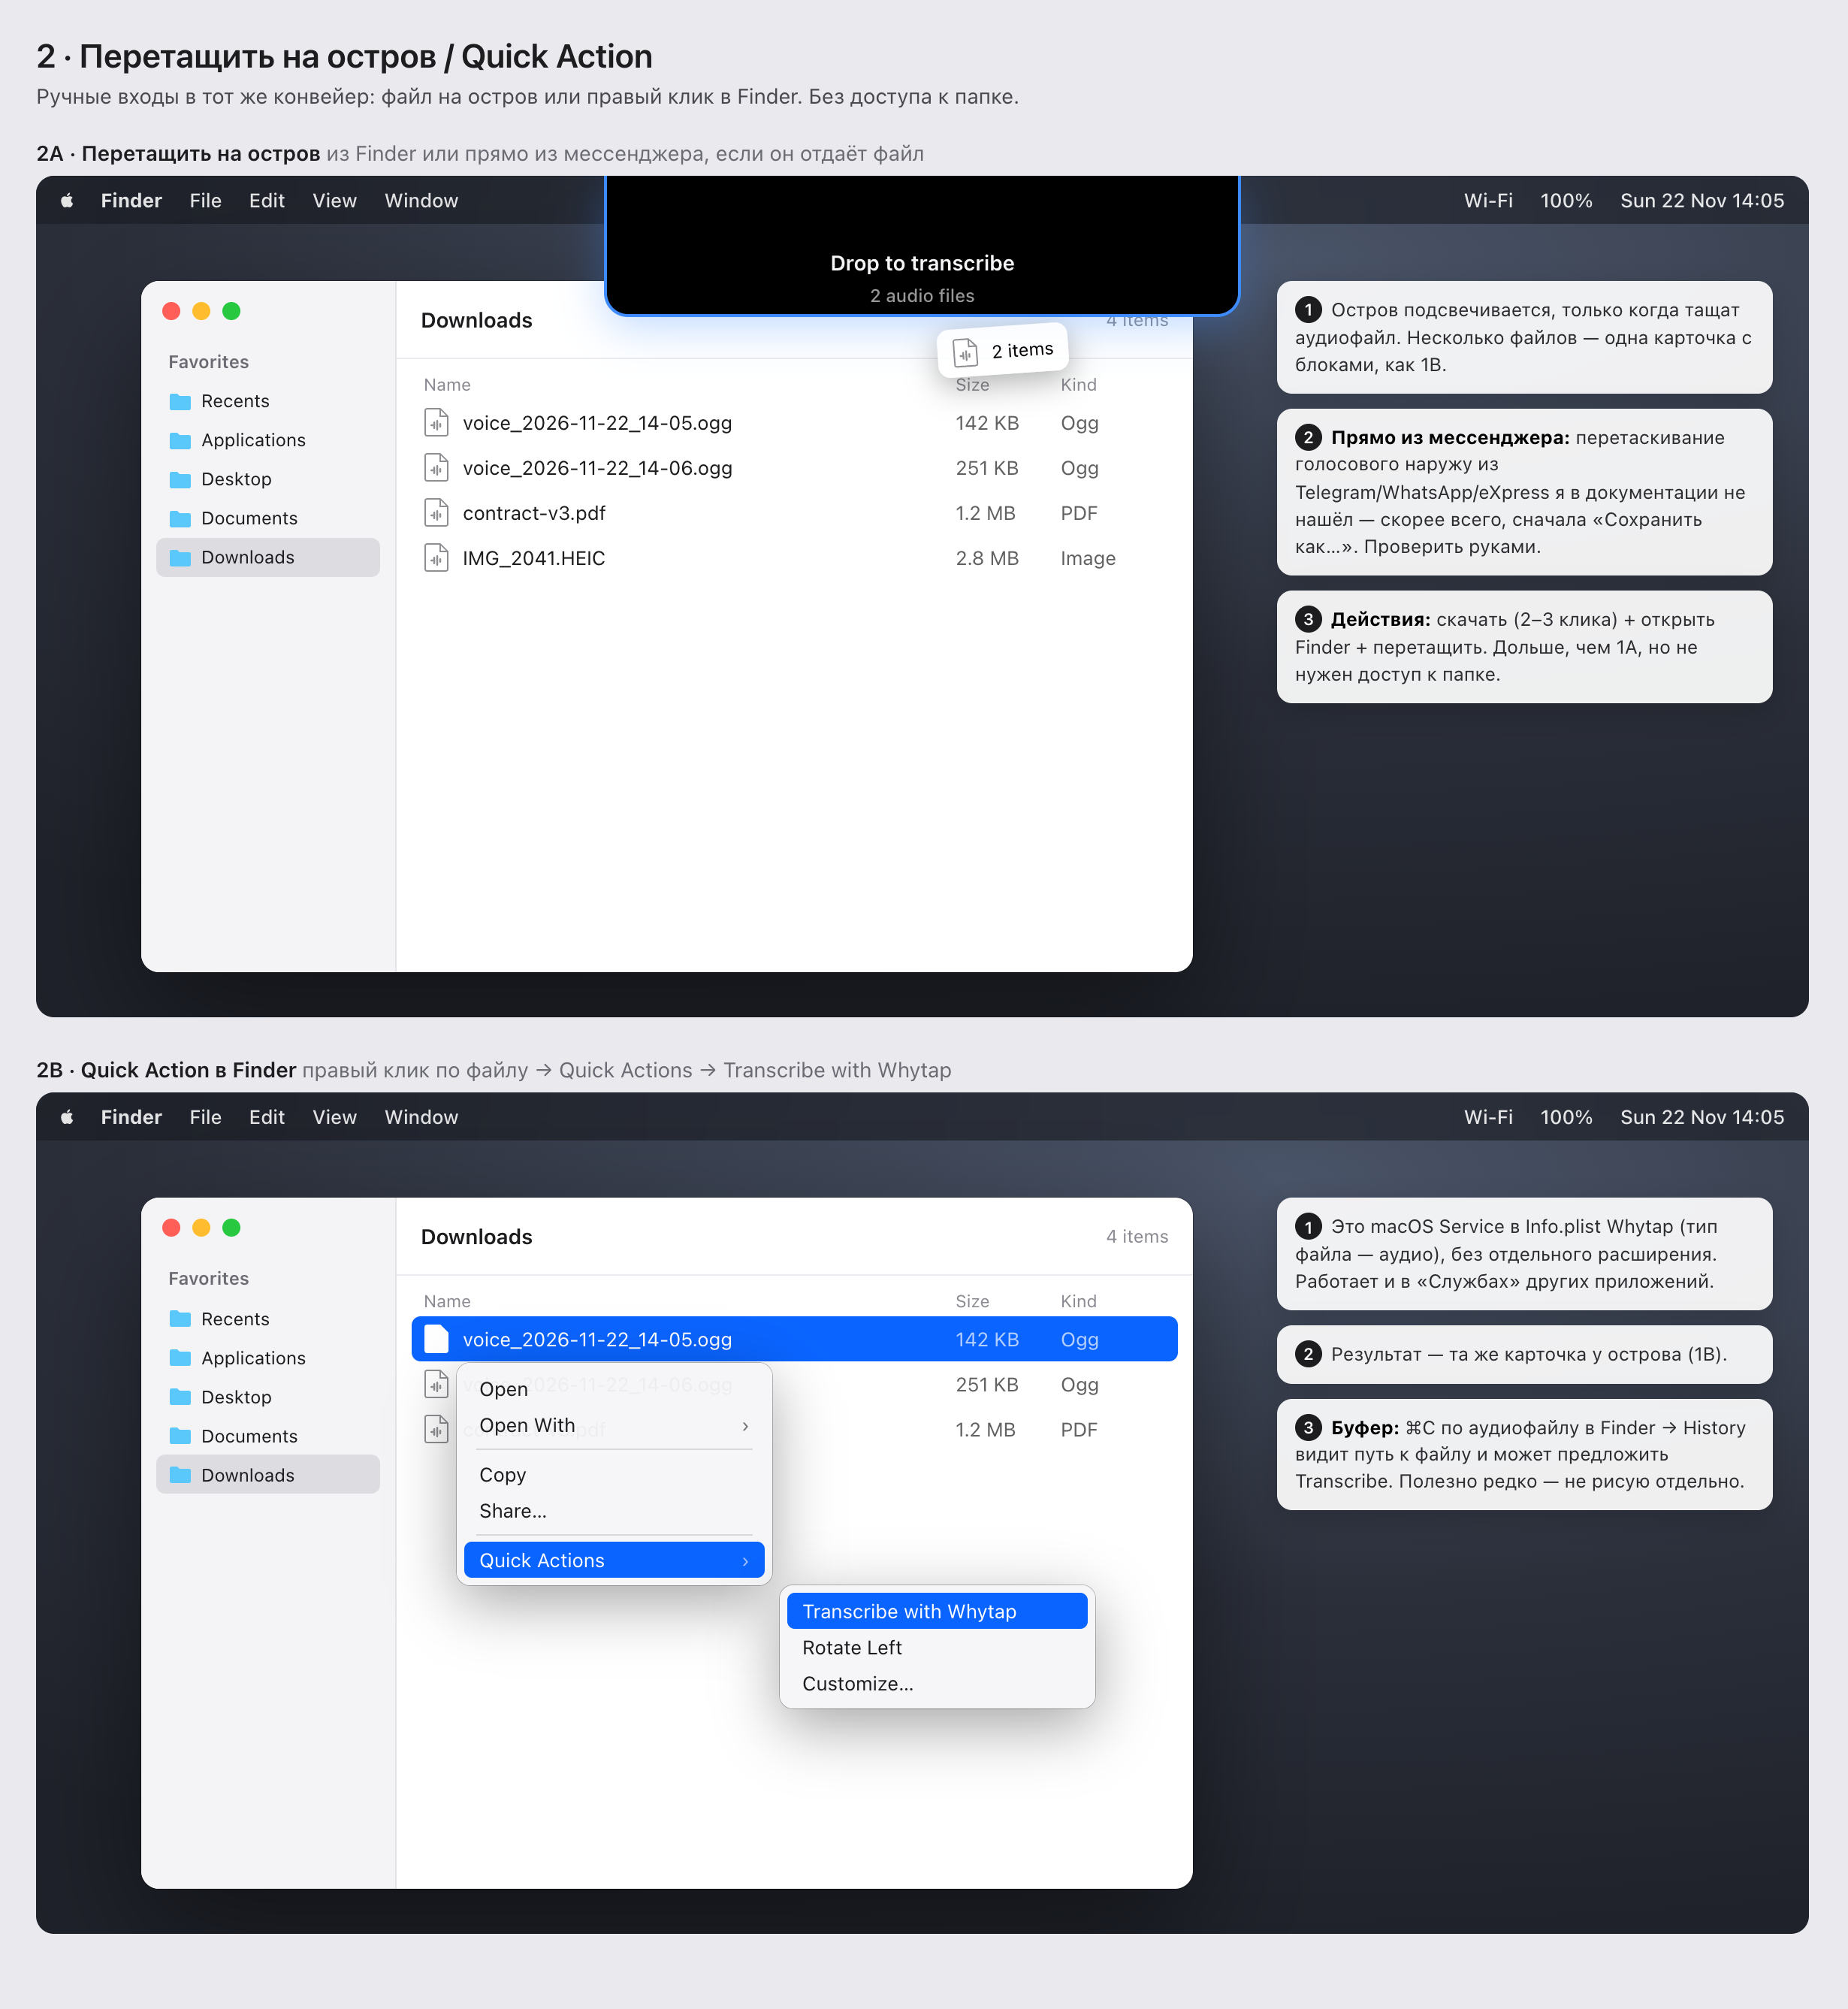 2 · Перетащить на остров / Quick Action
Ручные входы в тот же конвейер: файл на остров или правый клик в Finder. Без доступа к папке.
2A · Перетащить на остров из Finder или прямо из мессенджера, если он отдаёт файл
Finder File Edit View Window
Wi-Fi 100% Sun 22 Nov 14:05
Drop to transcribe
2 audio files
Favorites
Recents
Applications
Desktop
Documents
Downloads
Downloads
4 items
2 items
Name Size Kind
voice_2026-11-22_14-05.ogg 142 KB Ogg
voice_2026-11-22_14-06.ogg 251 KB Ogg
contract-v3.pdf 1.2 MB PDF
IMG_2041.HEIC 2.8 MB Image
1 Остров подсвечивается, только когда тащат
аудиофайл. Несколько файлов — одна карточка с
блоками, как 1B.
2 Прямо из мессенджера: перетаскивание
голосового наружу из
Telegram/WhatsApp/eXpress я в документации не
нашёл — скорее всего, сначала «Сохранить
как…». Проверить руками.
3 Действия: скачать (2–3 клика) + открыть
Finder + перетащить. Дольше, чем 1A, но не
нужен доступ к папке.
2B · Quick Action в Finder правый клик по файлу → Quick Actions → Transcribe with Whytap
Finder File Edit View Window
Wi-Fi 100% Sun 22 Nov 14:05
Favorites
Recents
Applications
Desktop
Documents
Downloads
Downloads
4 items
Name Size Kind
voice_2026-11-22_14-05.ogg 142 KB Ogg
2026-11-22_14-06.ogg 251 KB Ogg
pdf 1.2 MB PDF
Open
Open With ›
Copy
Share…
Quick Actions ›
Transcribe with Whytap
Rotate Left
Customize…
1 Это macOS Service в Info.plist Whytap (тип
файла — аудио), без отдельного расширения.
Работает и в «Службах» других приложений.
2 Результат — та же карточка у острова (1B).
3 Буфер: ⌘C по аудиофайлу в Finder → History
видит путь к файлу и может предложить
Transcribe. Полезно редко — не рисую отдельно.